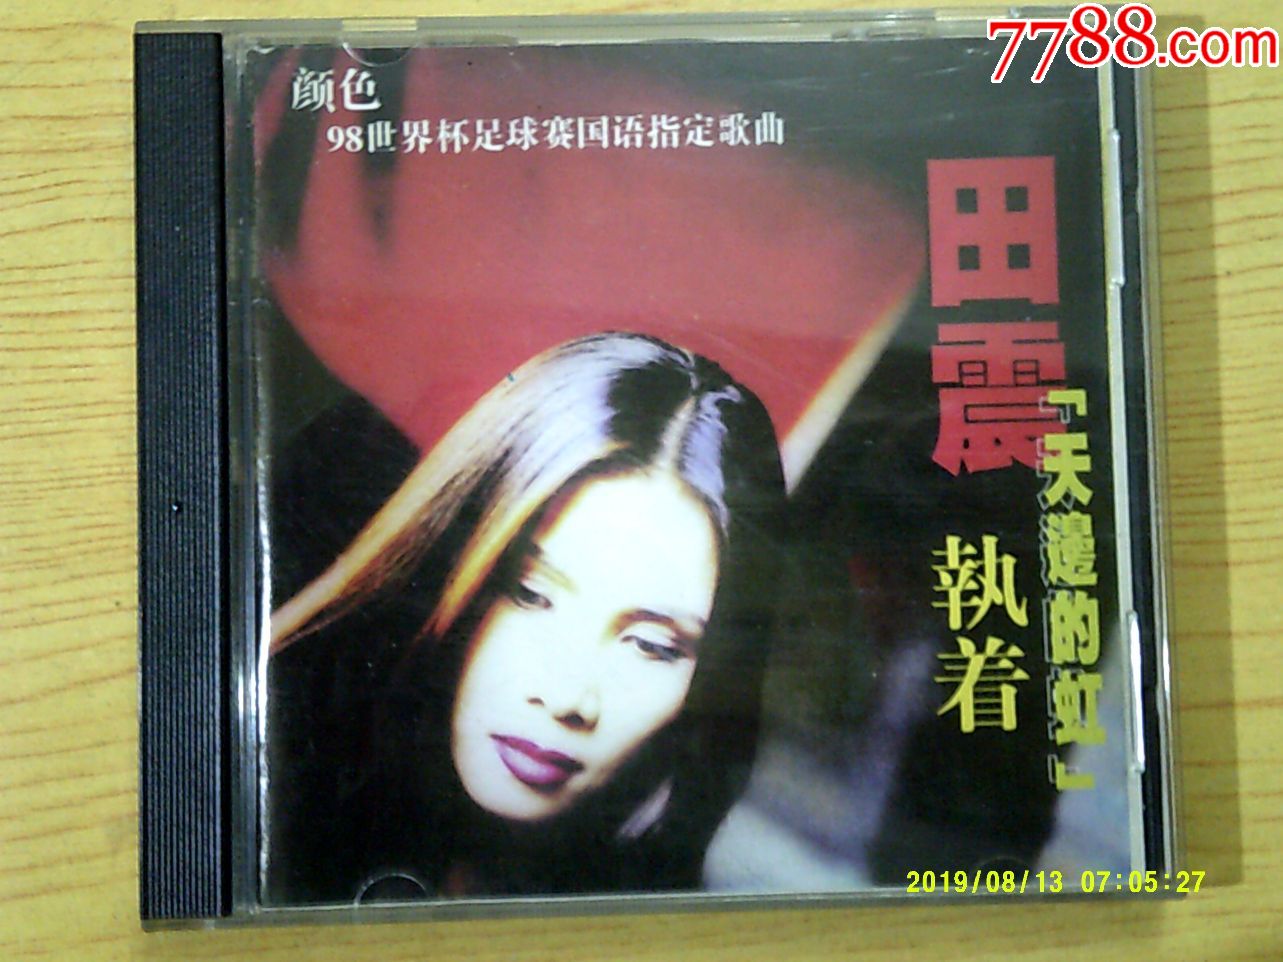 7788.com
颜色
98世界杯足球赛国语指定歌曲
田震
「天邊的虹」
執着
2019/08/13 07:05:27